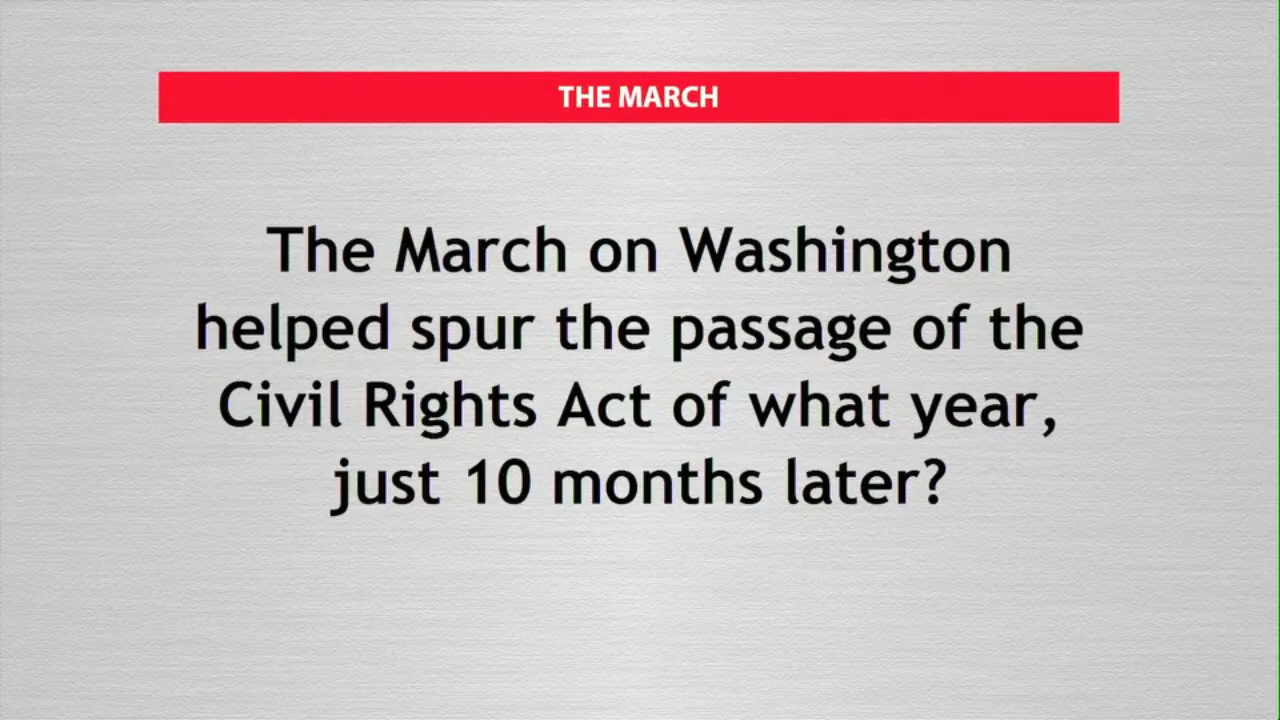 THE MARCH
The March on Washington
helped spur the passage of the
Civil Rights Act of what year,
just 10 months later?